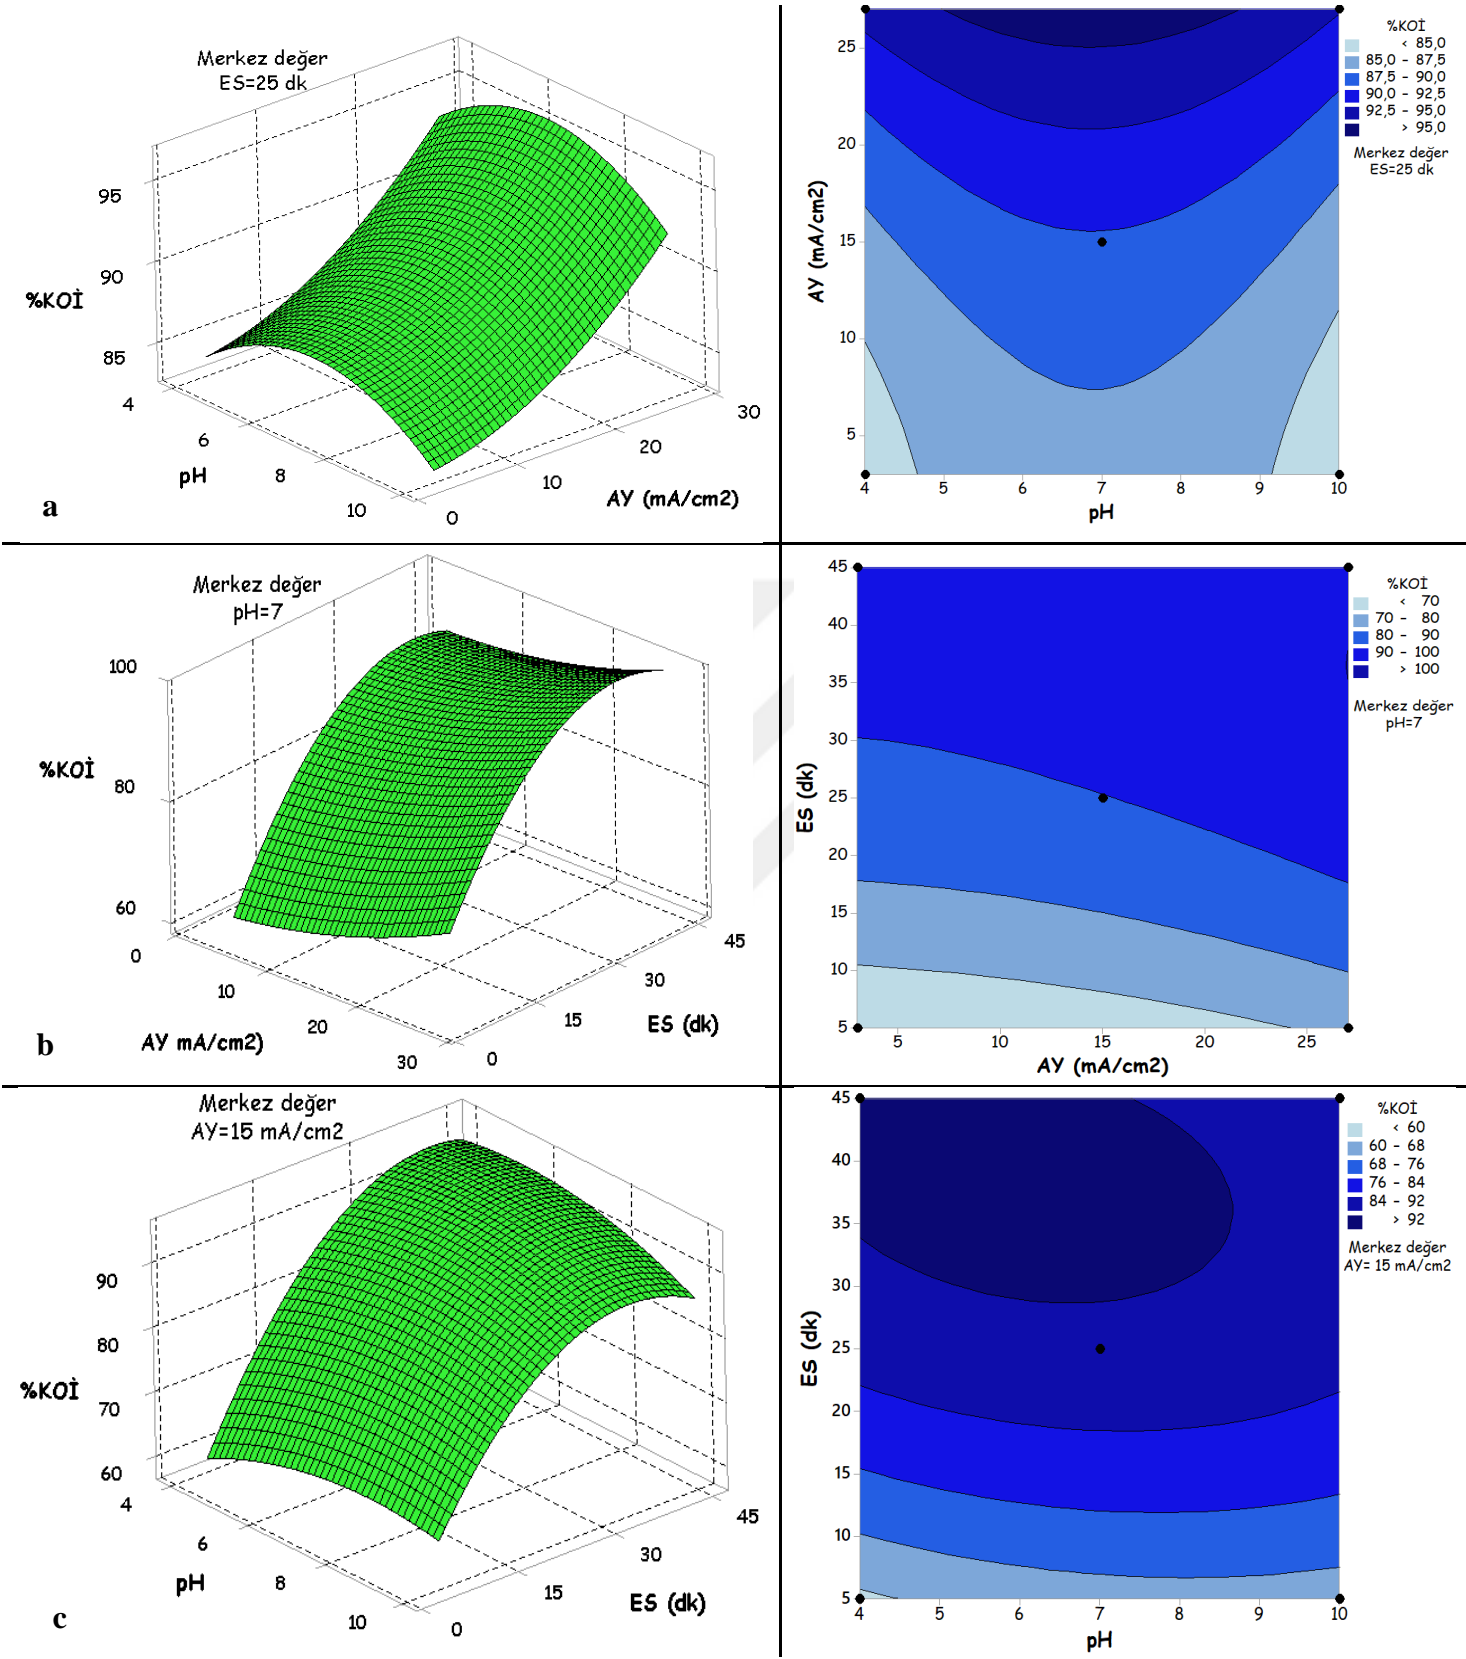 Merkez değer
ES=25 dk
95
90
%KOİ
85
4
6
pH
8
10
0
10
AY (mA/cm2)
20
30
a
25
20
AY (mA/cm2)
15
10
5
4 5 6 7 8 9 10
pH
%KOİ
< 85,0
85,0 - 87,5
87,5 - 90,0
90,0 - 92,5
92,5 - 95,0
> 95,0
Merkez değer
ES=25 dk
Merkez değer
pH=7
100
%KOİ
80
60
0
10
20
AY mA/cm2)
30
0
15
ES (dk)
30
45
b
45
40
35
30
ES (dk)
25
20
15
10
5
5 10 15 20 25
AY (mA/cm2)
%KOİ
< 70
70 - 80
80 - 90
90 - 100
> 100
Merkez değer
pH=7
Merkez değer
AY=15 mA/cm2
90
80
%KOİ
70
60
4
6
pH
8
10
0
15
ES (dk)
30
45
c
45
40
35
30
ES (dk)
25
20
15
10
5
4 5 6 7 8 9 10
pH
%KOİ
< 60
60 - 68
68 - 76
76 - 84
84 - 92
> 92
Merkez değer
AY= 15 mA/cm2